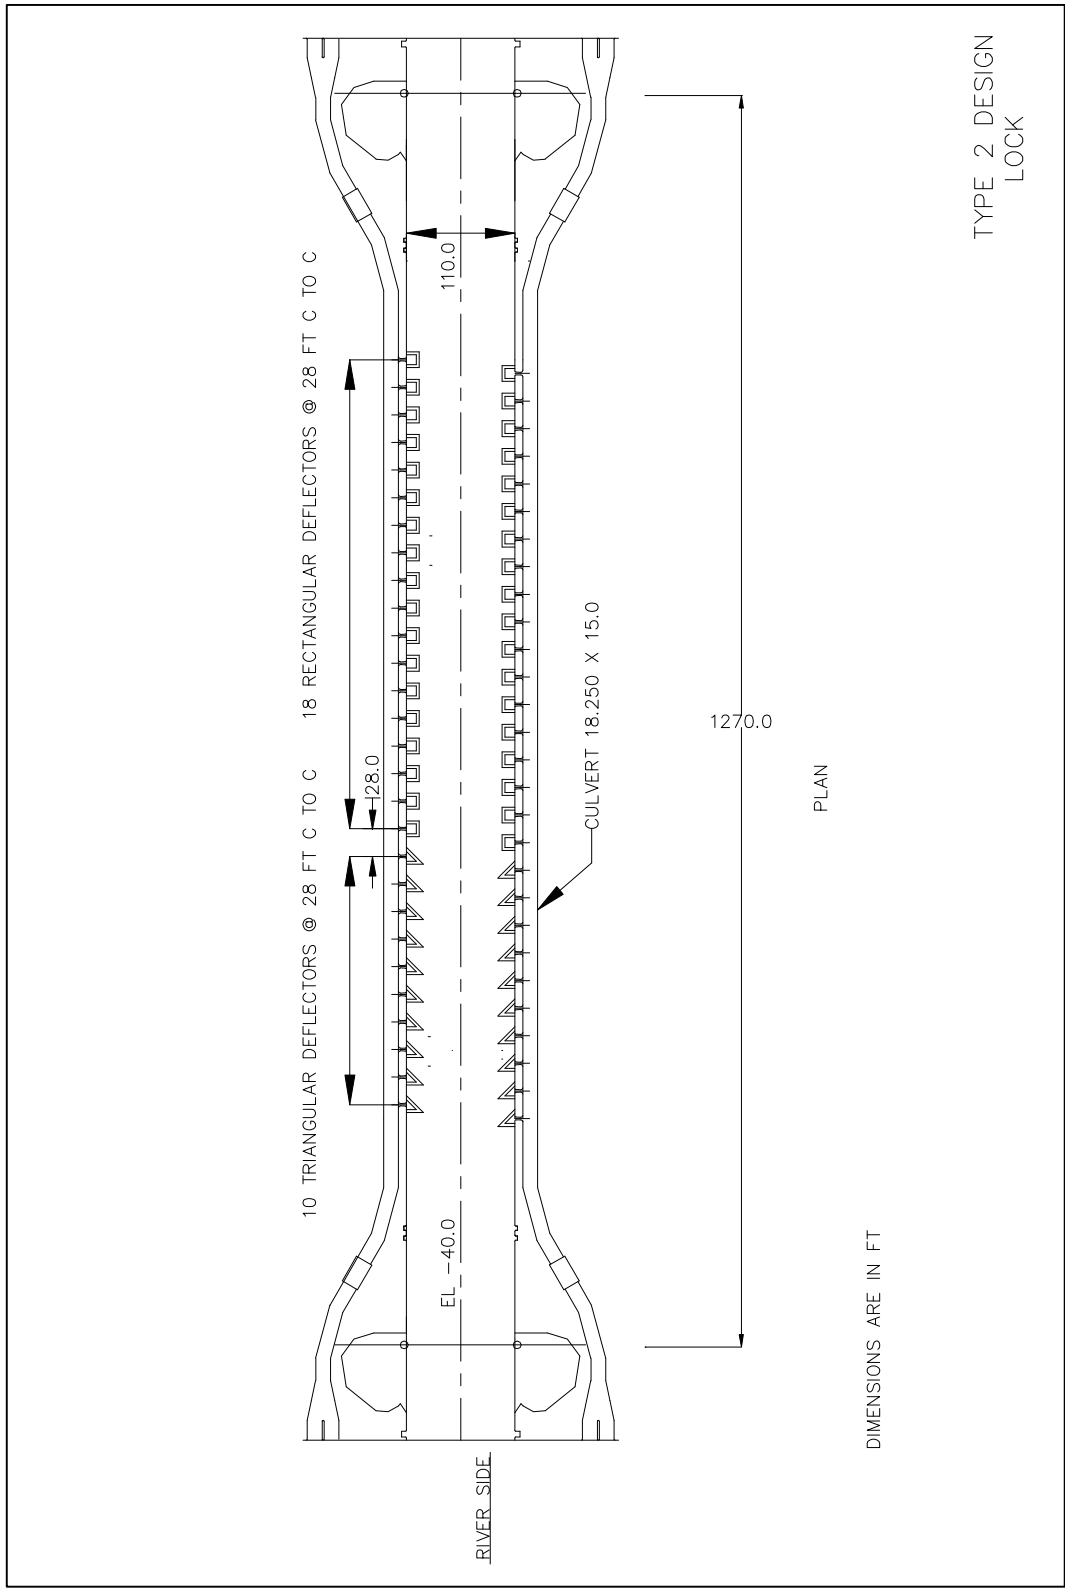 10 TRIANGULAR DEFLECTORS @ 28 FT C TO C
18 RECTANGULAR DEFLECTORS @ 28 FT C TO C
28.0
110.0
EL -40.0
RIVER SIDE
CULVERT 18.250 X 15.0
1270.0
PLAN
DIMENSIONS ARE IN FT
TYPE 2 DESIGN
LOCK